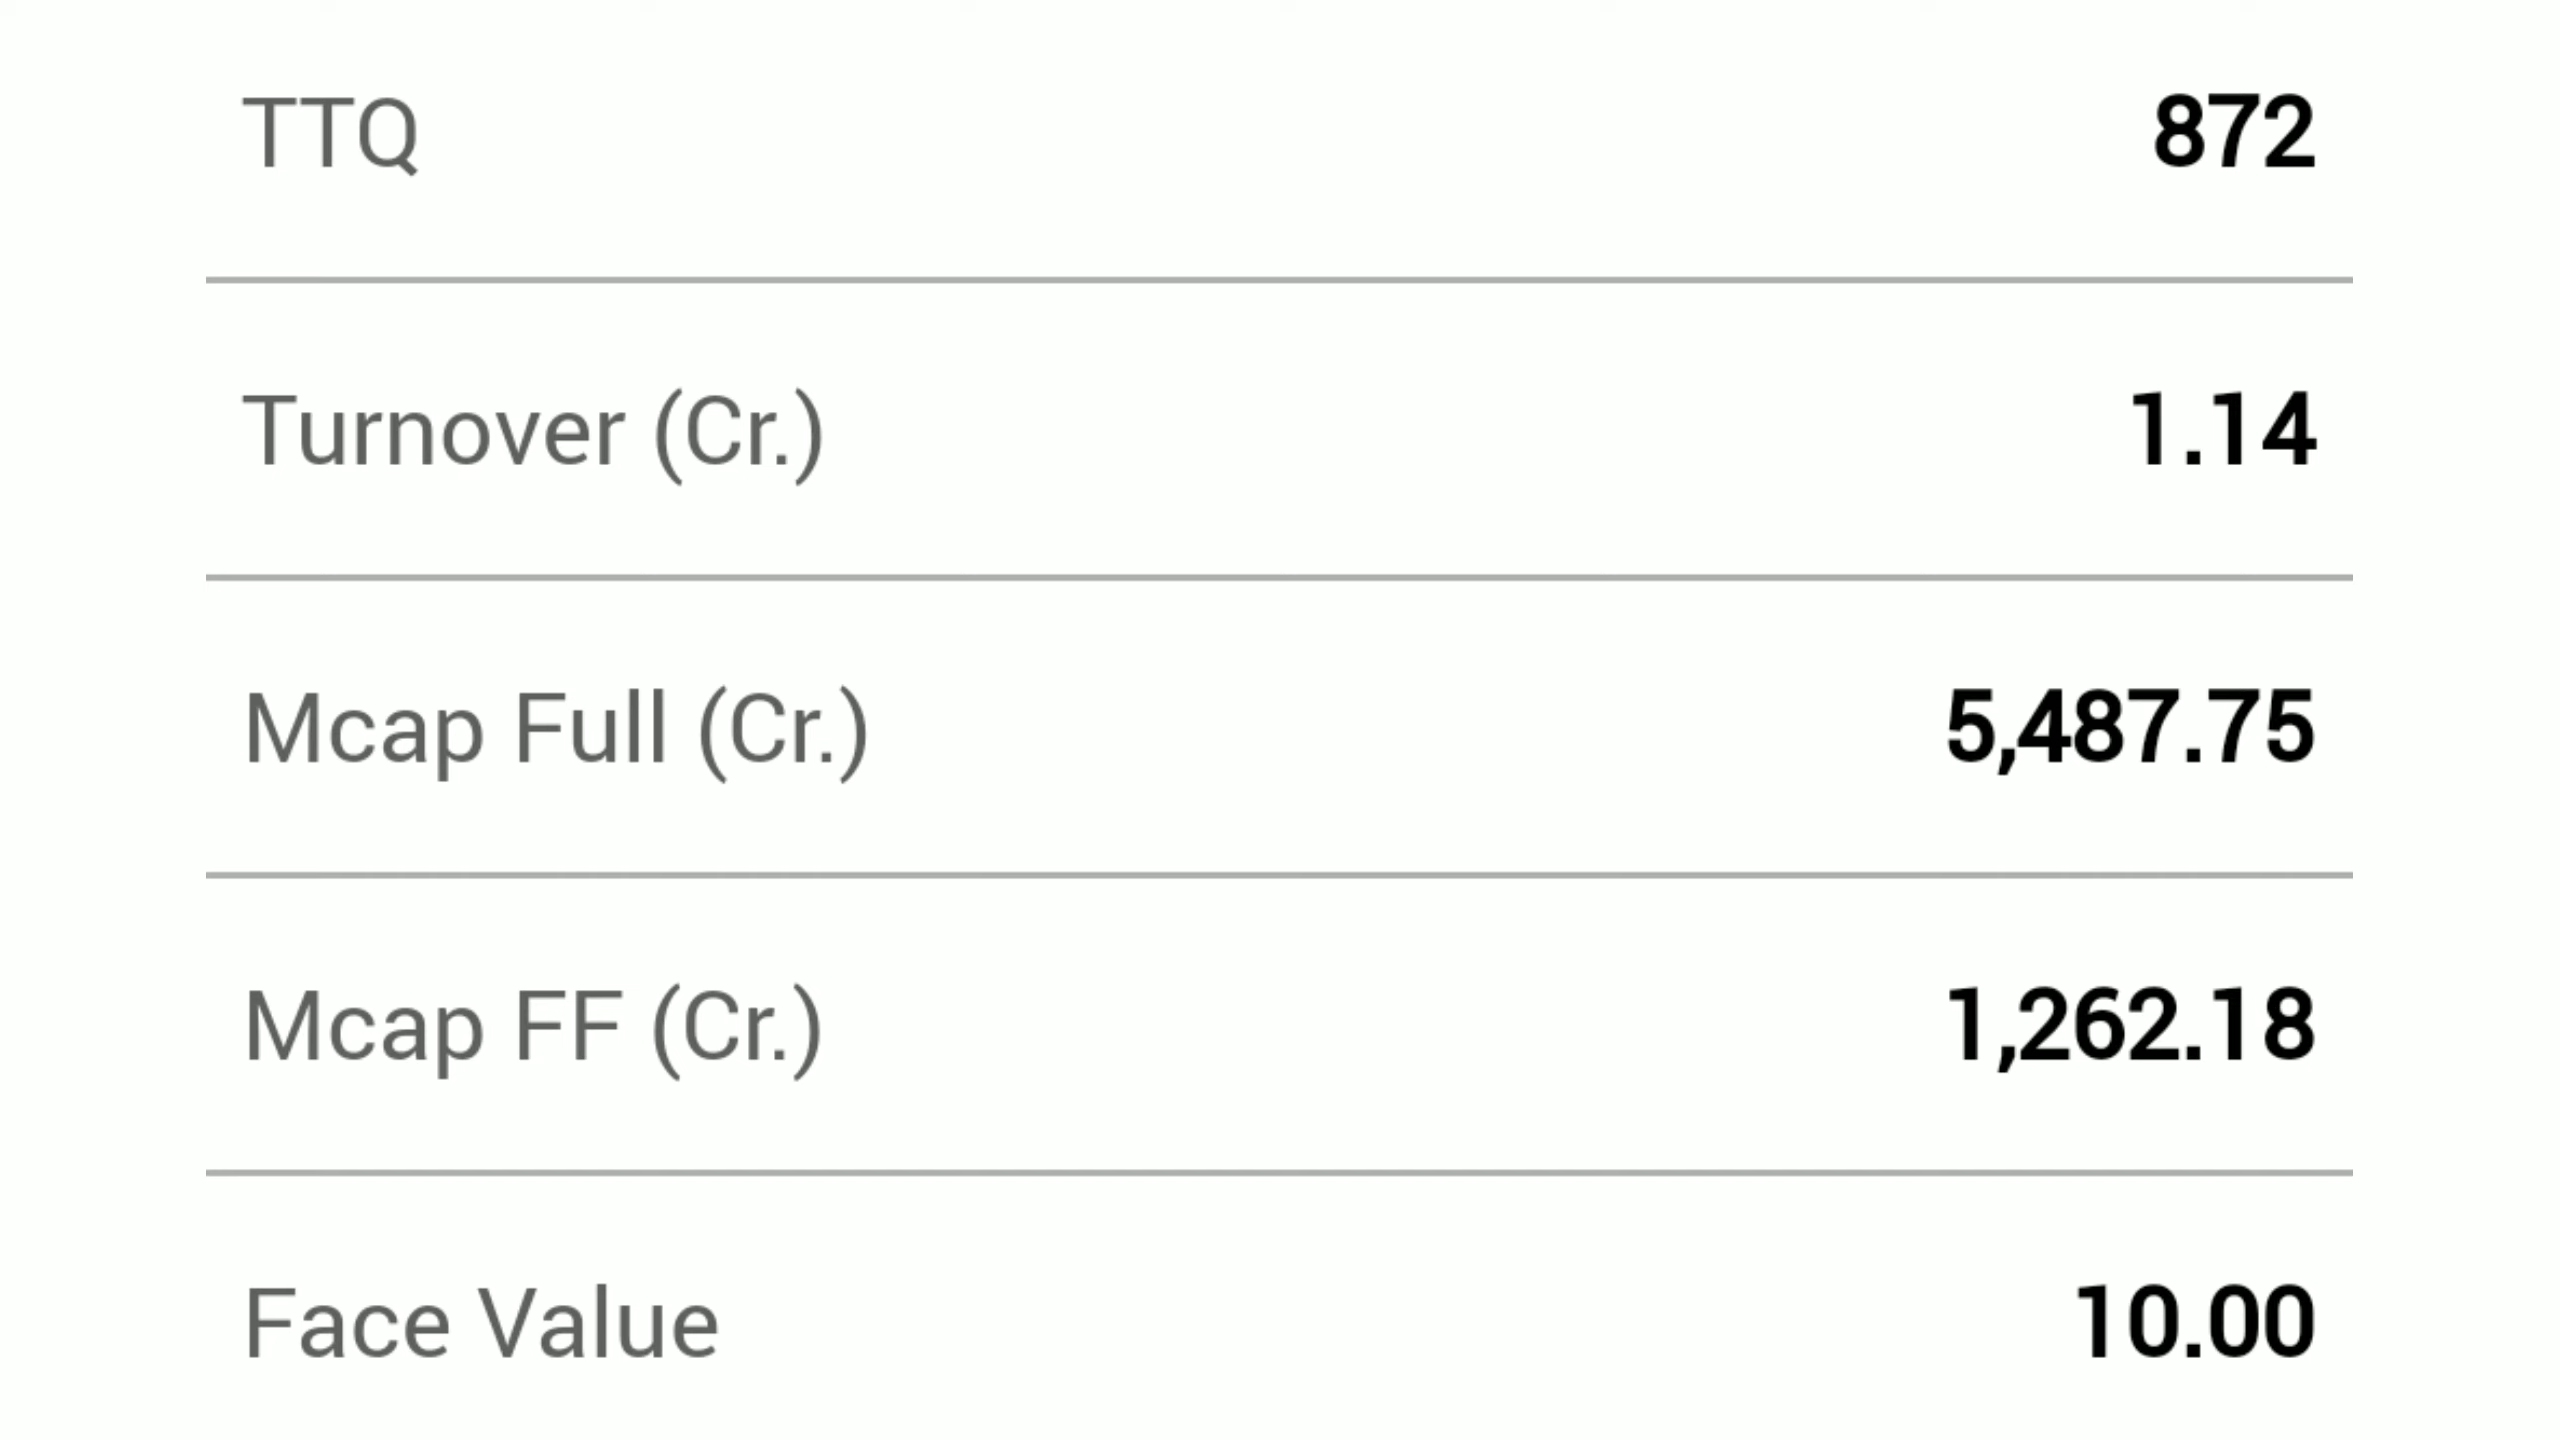 TTQ 872
Turnover (Cr.) 1.14
Mcap Full (Cr.) 5,487.75
Mcap FF (Cr.) 1,262.18
Face Value 10.00